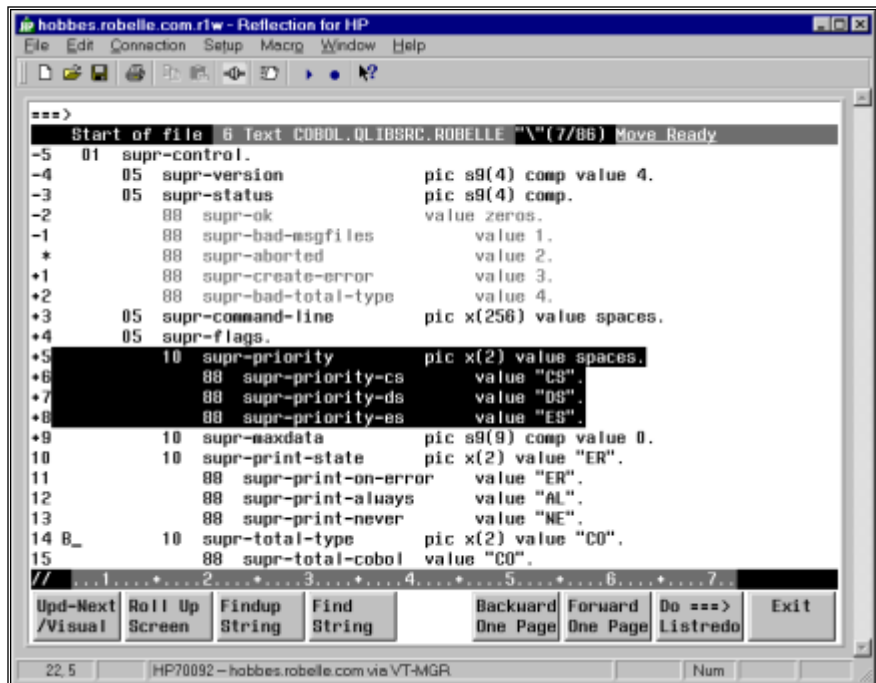 hobbes.robelle.com.r1w - Reflection for HP
File Edit Connection Setup Macro Window Help
===>
Start of file 6 Text COBOL.QLIBSRC.ROBELLE "\"(7/86) Move Ready
-5 01 supr-control.
-4 05 supr-version pic s9(4) comp value 4.
-3 05 supr-status pic s9(4) comp.
-2 88 supr-ok value zeros.
-1 88 supr-bad-msgfiles value 1.
* 88 supr-aborted value 2.
+1 88 supr-create-error value 3.
+2 88 supr-bad-total-type value 4.
+3 05 supr-command-line pic x(256) value spaces.
+4 05 supr-flags.
+5 10 supr-priority pic x(2) value spaces.
+6 88 supr-priority-cs value "CS".
+7 88 supr-priority-ds value "DS".
+8 88 supr-priority-es value "ES".
+9 10 supr-maxdata pic s9(9) comp value 0.
10 10 supr-print-state pic x(2) value "ER".
11 88 supr-print-on-error value "ER".
12 88 supr-print-always value "AL".
13 88 supr-print-never value "NE".
14 B_ 10 supr-total-type pic x(2) value "CO".
15 88 supr-total-cobol value "CO".
// ...1....+....2....+....3....+....4....+....5....+....6....+....7..
Upd-Next Roll Up Findup Find Backward Forward Do ===> Exit
/Visual Screen String String One Page One Page Listredo
22, 5 HP70092 – hobbes.robelle.com via VT-MGR Num